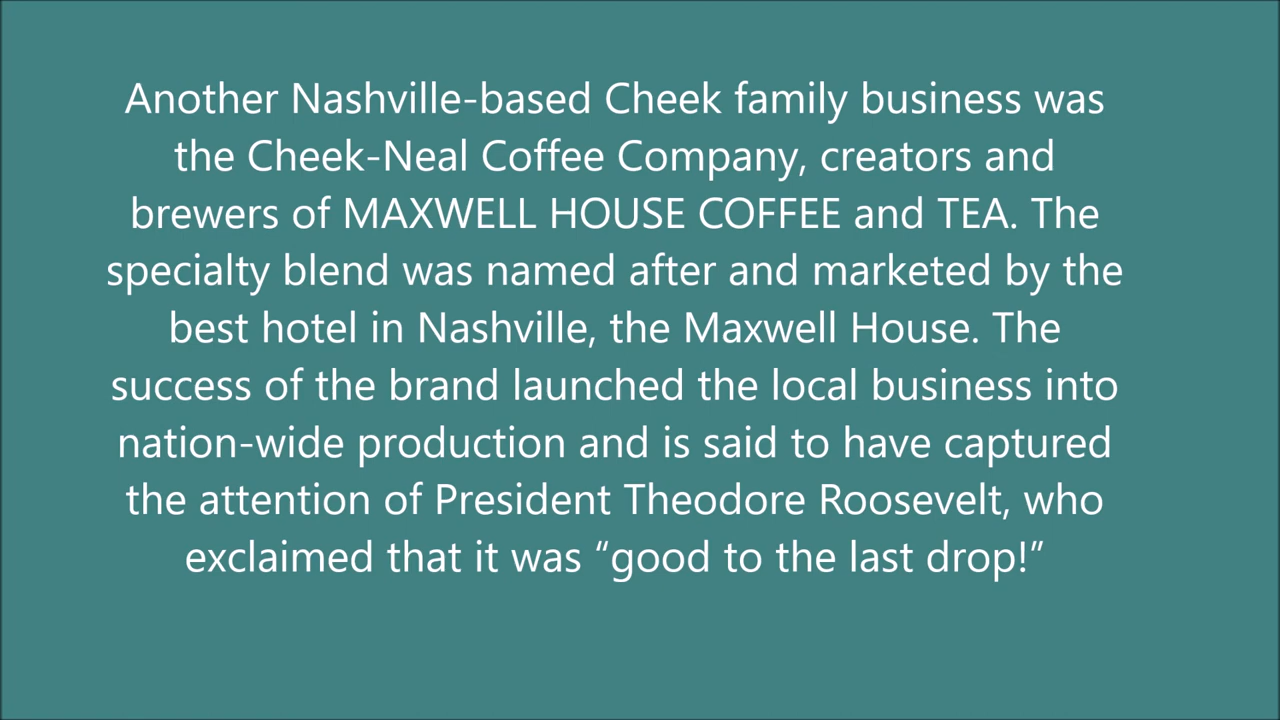 Another Nashville-based Cheek family business was
the Cheek-Neal Coffee Company, creators and
brewers of MAXWELL HOUSE COFFEE and TEA. The
specialty blend was named after and marketed by the
best hotel in Nashville, the Maxwell House. The
success of the brand launched the local business into
nation-wide production and is said to have captured
the attention of President Theodore Roosevelt, who
exclaimed that it was “good to the last drop!”